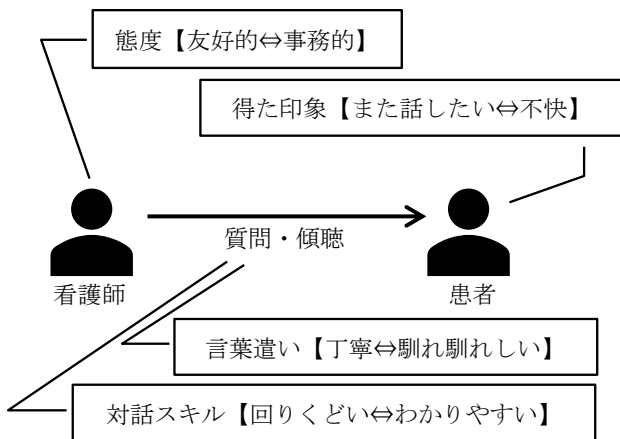 態度【友好的⇔事務的】
得た印象【また話したい⇔不快】
質問・傾聴
看護師
患者
言葉遣い【丁寧⇔馴れ馴れしい】
対話スキル【回りくどい⇔わかりやすい】